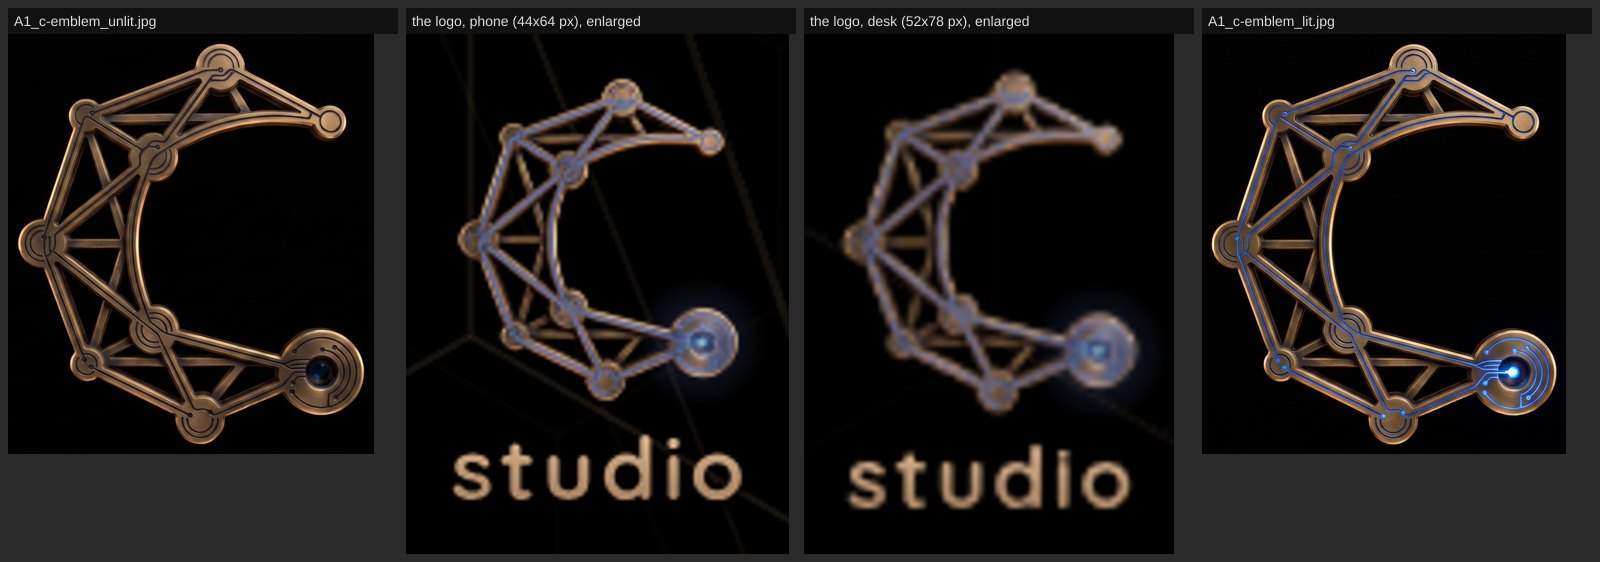 A1_c-emblem_unlit.jpg
the logo, phone (44x64 px), enlarged
the logo, desk (52x78 px), enlarged
A1_c-emblem_lit.jpg
studio
studio